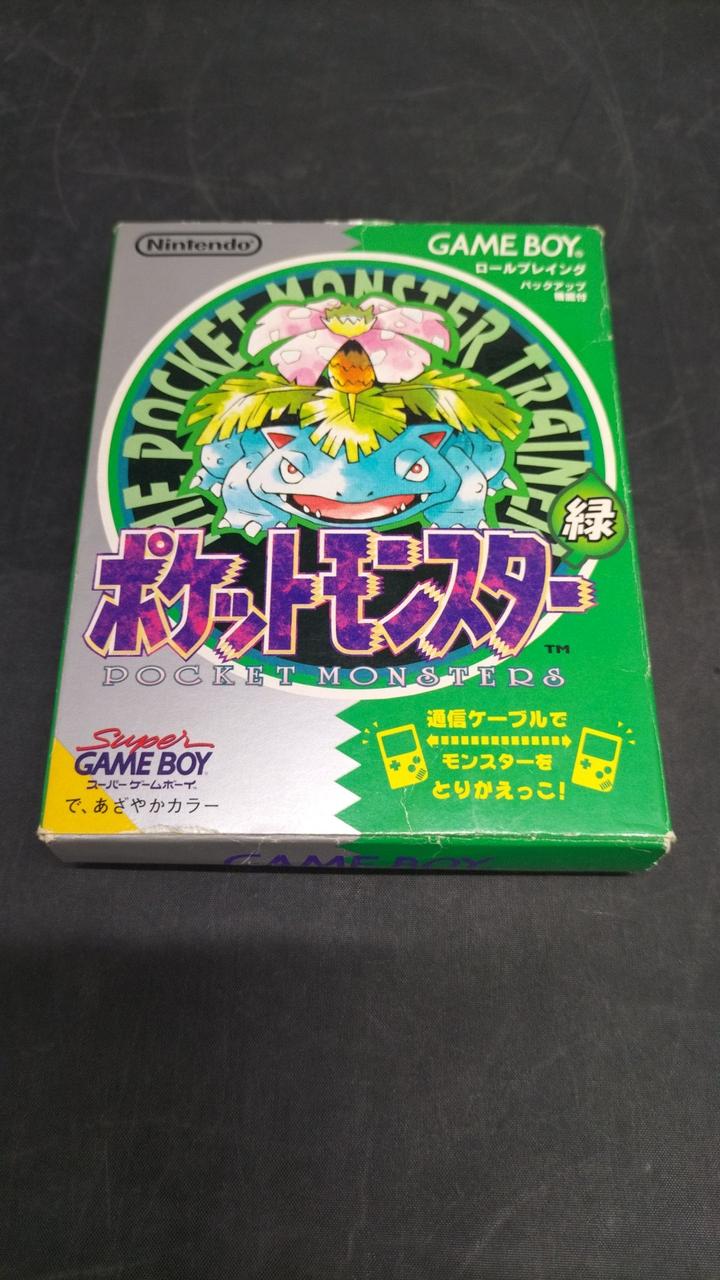 Nintendo®
GAME BOY®
ロールプレイング
バックアップ
機能付
POCKET MONSTER TRAINER
緑
ポケットモンスター
TM
POCKET MONSTERS
通信ケーブルで
モンスターを
とりかえっこ!
Super
GAME BOY®
スーパーゲームボーイ®
で、あざやかカラー
GAME BOY